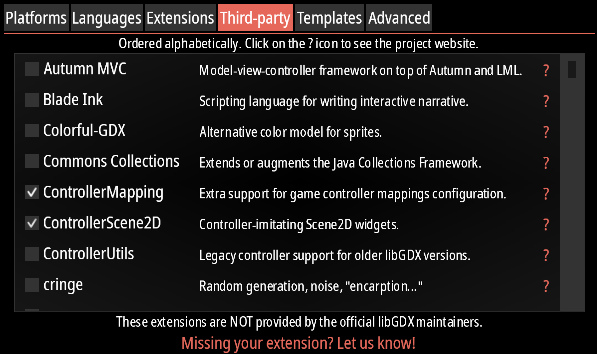 Platforms Languages Extensions Third-party Templates Advanced
Ordered alphabetically. Click on the ? icon to see the project website.
Autumn MVC Model-view-controller framework on top of Autumn and LML. ?
Blade Ink Scripting language for writing interactive narrative. ?
Colorful-GDX Alternative color model for sprites. ?
Commons Collections Extends or augments the Java Collections Framework. ?
ControllerMapping Extra support for game controller mappings configuration. ?
ControllerScene2D Controller-imitating Scene2D widgets. ?
ControllerUtils Legacy controller support for older libGDX versions. ?
cringe Random generation, noise, "encarption..." ?
These extensions are NOT provided by the official libGDX maintainers.
Missing your extension? Let us know!